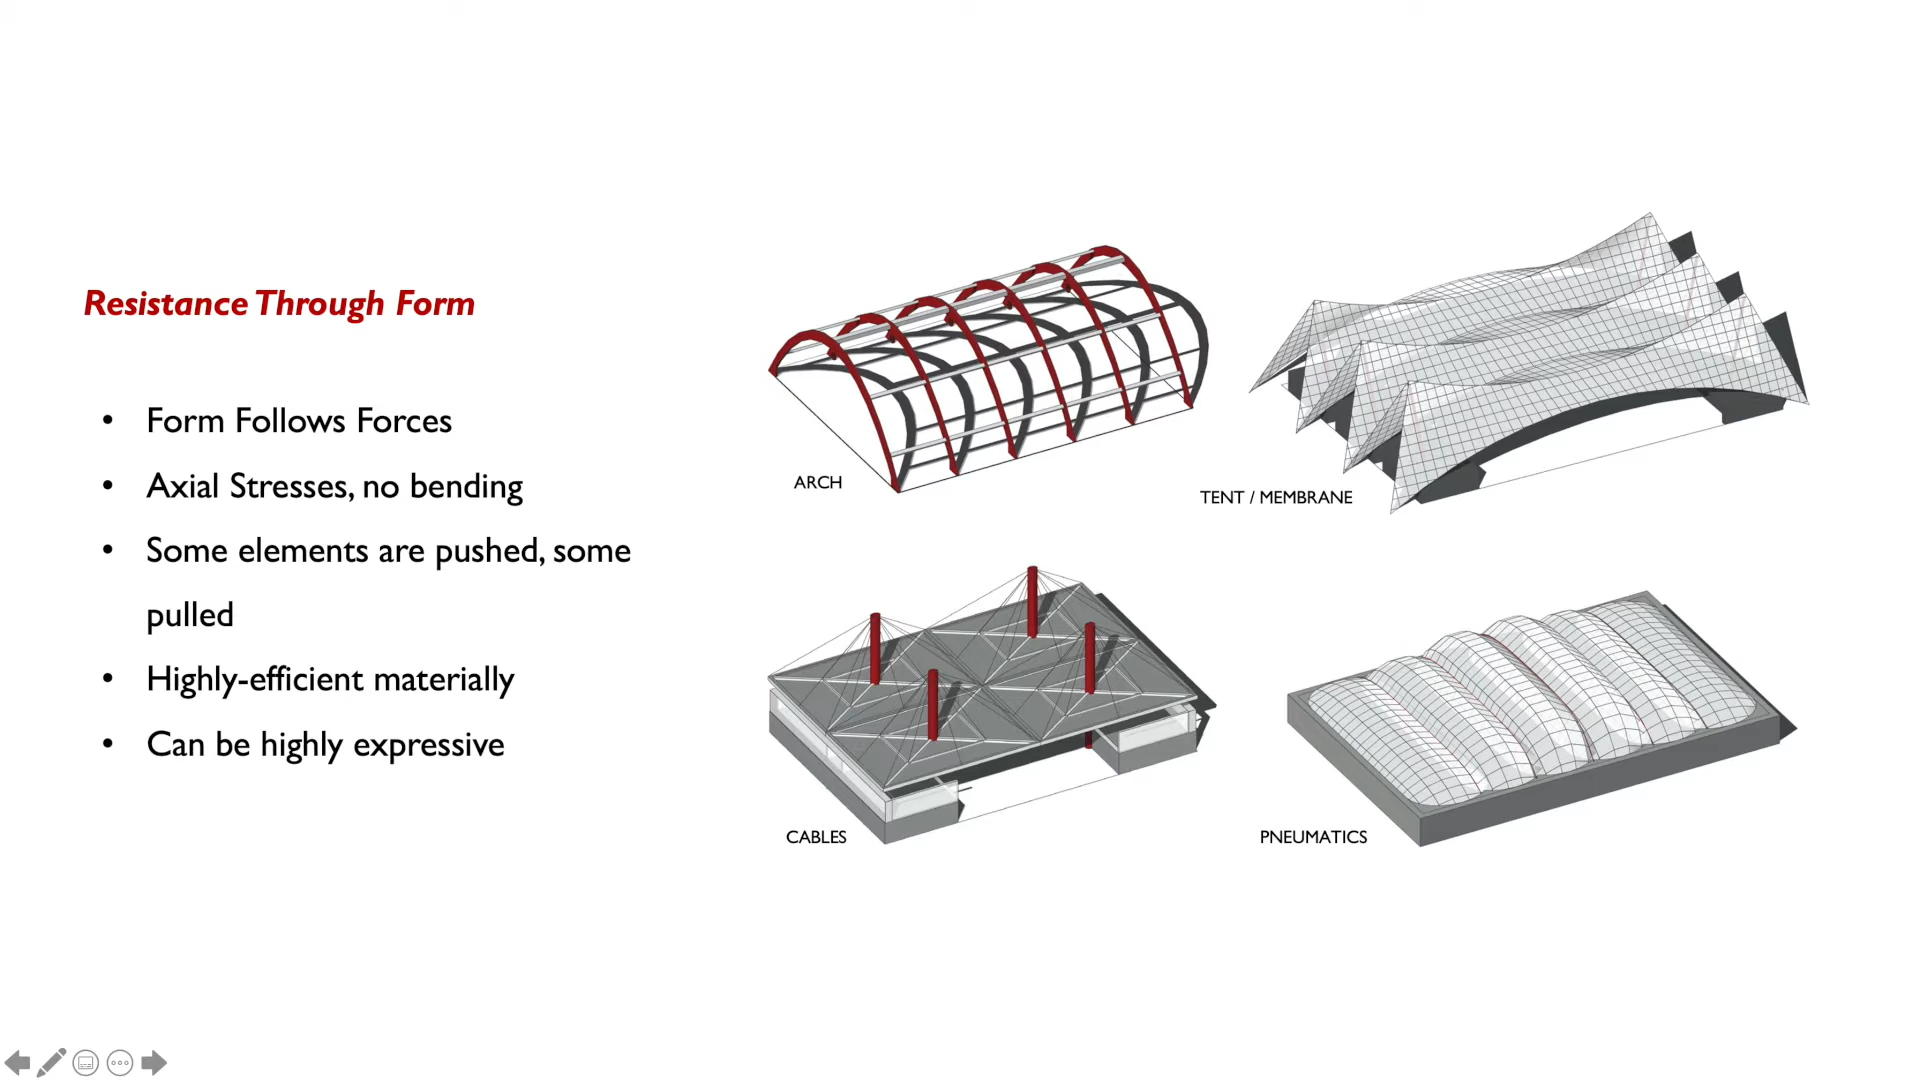 Resistance Through Form
• Form Follows Forces
• Axial Stresses, no bending
• Some elements are pushed, some
pulled
• Highly-efficient materially
• Can be highly expressive
ARCH
TENT / MEMBRANE
CABLES
PNEUMATICS